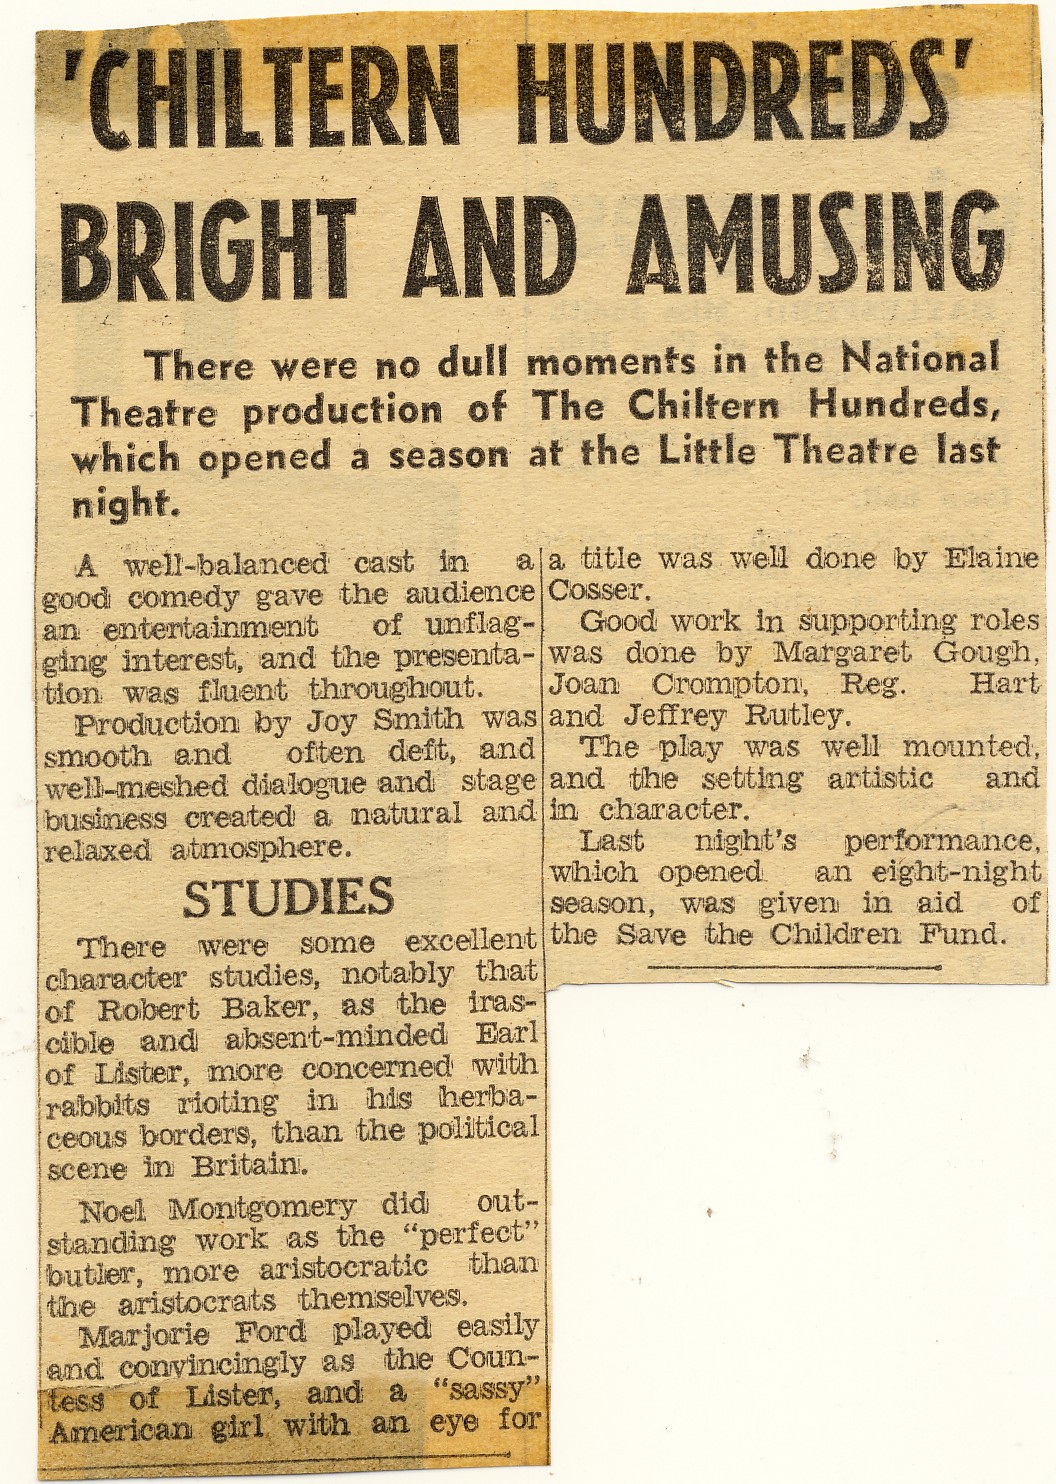 'CHILTERN HUNDREDS'
BRIGHT AND AMUSING
There were no dull moments in the National
Theatre production of The Chiltern Hundreds,
which opened a season at the Little Theatre last
night.
A well-balanced cast in a
good comedy gave the audience
an entertainment of unflag-
ging interest, and the presenta-
tion was fluent throughout.
Production by Joy Smith was
smooth and often deft, and
well-meshed dialogue and stage
business created a natural and
relaxed atmosphere.
STUDIES
There were some excellent
character studies, notably that
of Robert Baker, as the iras-
cible and absent-minded Earl
of Lister, more concerned with
rabbits rioting in his herba-
ceous borders, than the political
scene in Britain.
Noel Montgomery did out-
standing work as the "perfect"
butler, more aristocratic than
the aristocrats themselves.
Marjorie Ford played easily
and convincingly as the Coun-
tess of Lister, and a "sassy"
American girl with an eye for
a title was well done by Elaine
Cosser.
Good work in supporting roles
was done by Margaret Gough,
Joan Crompton, Reg. Hart
and Jeffrey Rutley.
The play was well mounted,
and the setting artistic and
in character.
Last night's performance,
which opened an eight-night
season, was given in aid of
the Save the Children Fund.